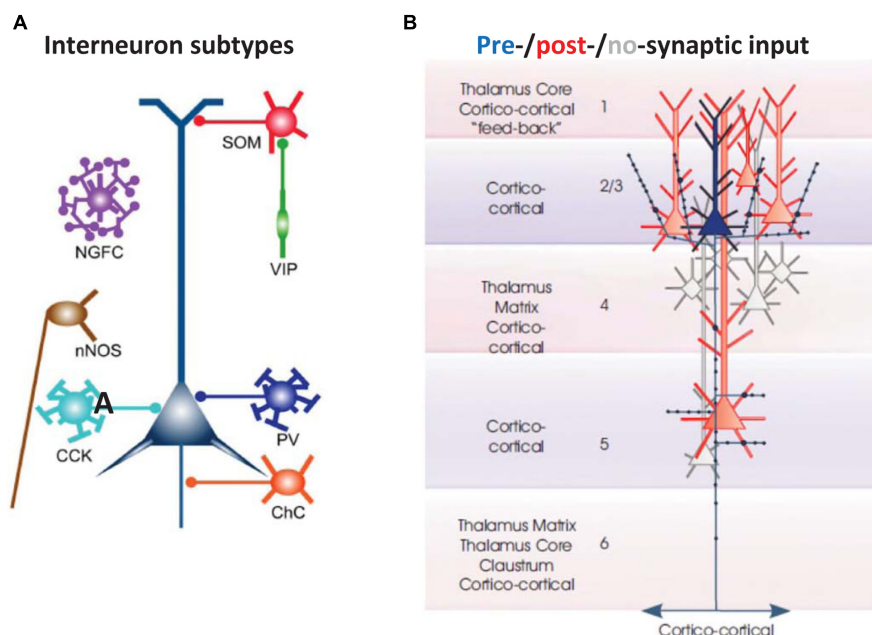 A
Interneuron subtypes
SOM
NGFC
VIP
nNOS
A
CCK
PV
ChC
B
Pre-/post-/no-synaptic input
Thalamus Core
Cortico-cortical
"feed-back"
1
Cortico-
cortical
2/3
Thalamus
Matrix
Cortico-
cortical
4
Cortico-
cortical
5
Thalamus Matrix
Thalamus Core
Claustrum
Cortico-cortical
6
Cortico-cortical